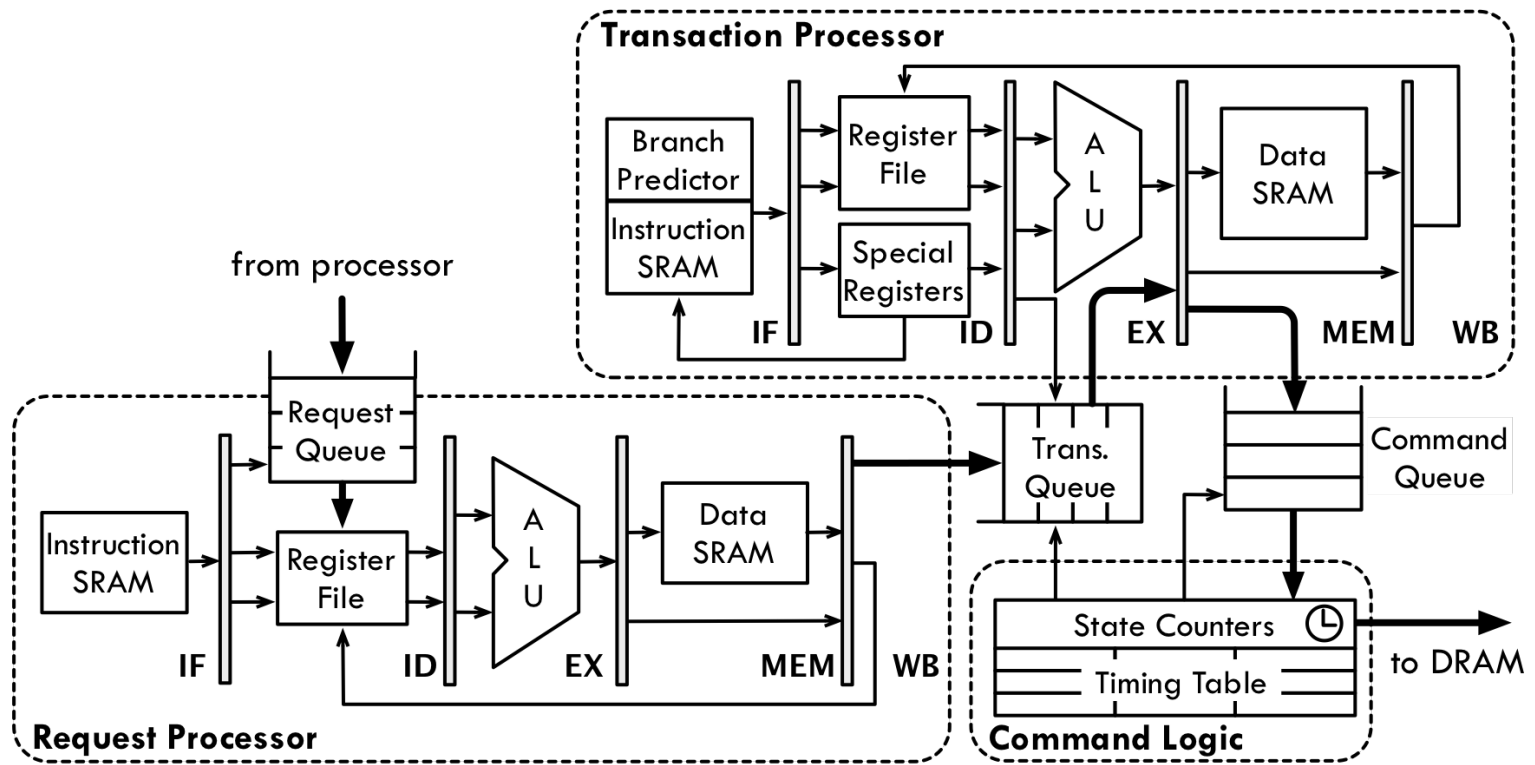 Transaction Processor
Branch
Predictor
Instruction
SRAM
Register
File
Special
Registers
A
L
U
Data
SRAM
IF
ID
EX
MEM
WB
from processor
Request
Queue
Instruction
SRAM
Register
File
A
L
U
Data
SRAM
IF
ID
EX
MEM
WB
Request Processor
Trans.
Queue
Command
Queue
State Counters
Timing Table
to DRAM
Command Logic